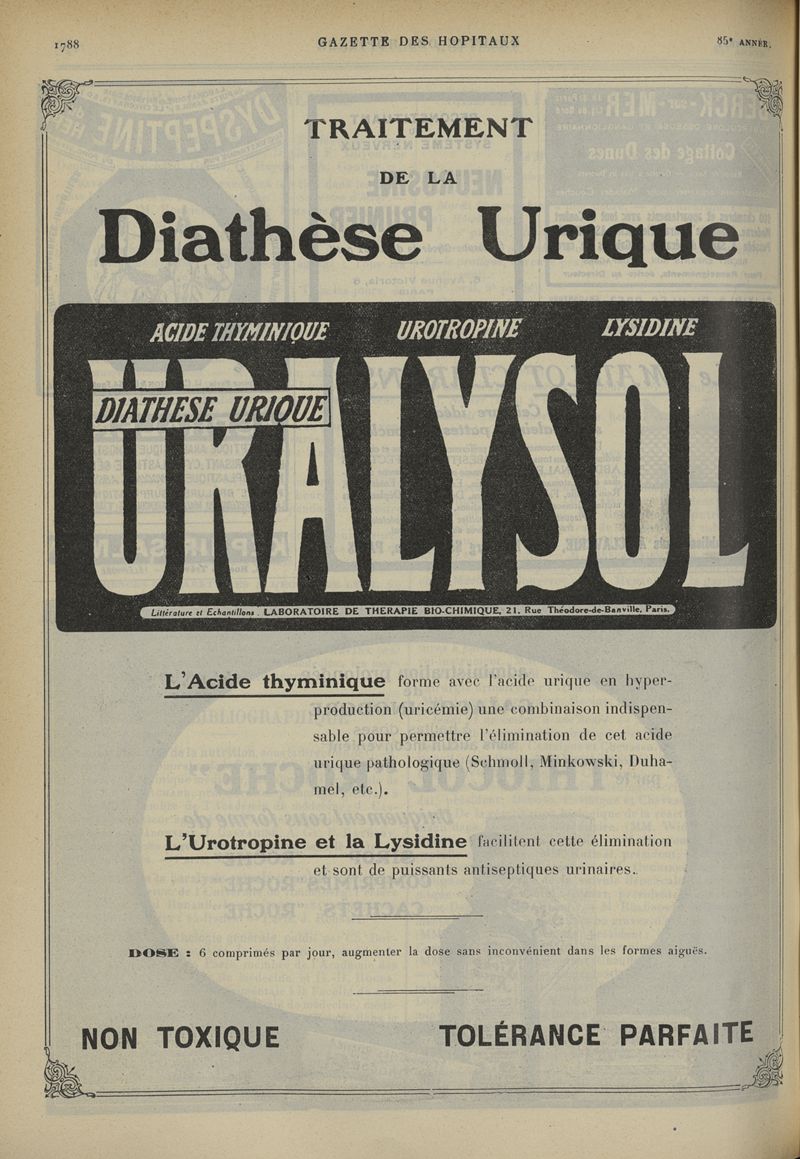 1788
GAZETTE DES HOPITAUX
85e ANNÉE.
TRAITEMENT
DE LA
Diathèse Urique
ACIDE THYMINIQUE UROTROPINE LYSIDINE
URALYSOL
DIATHESE URIQUE
Littérature et Echantillons. LABORATOIRE DE THERAPIE BIO-CHIMIQUE, 21, Rue Théodore-de-Banville, Paris.
L'Acide thyminique forme avec l'acide urique en hyper-
production (uricémie) une combinaison indispen-
sable pour permettre l'élimination de cet acide
urique pathologique (Schmoll, Minkowski, Duha-
mel, etc.).
L'Urotropine et la Lysidine facilitent cette élimination
et sont de puissants antiseptiques urinaires.
DOSE : 6 comprimés par jour, augmenter la dose sans inconvénient dans les formes aiguës.
NON TOXIQUE TOLÉRANCE PARFAITE